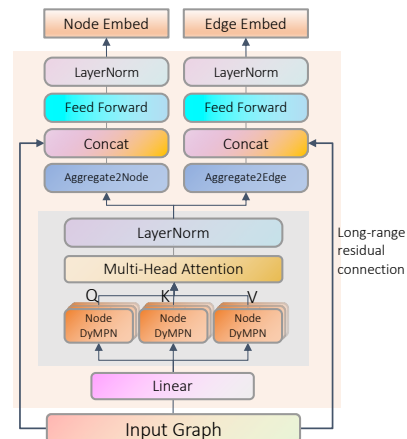 Node Embed
Edge Embed
LayerNorm
LayerNorm
Feed Forward
Feed Forward
Concat
Concat
Aggregate2Node
Aggregate2Edge
LayerNorm
Long-range
residual
connection
Multi-Head Attention
Q
K
V
Node
DyMPN
Node
DyMPN
Node
DyMPN
Linear
Input Graph